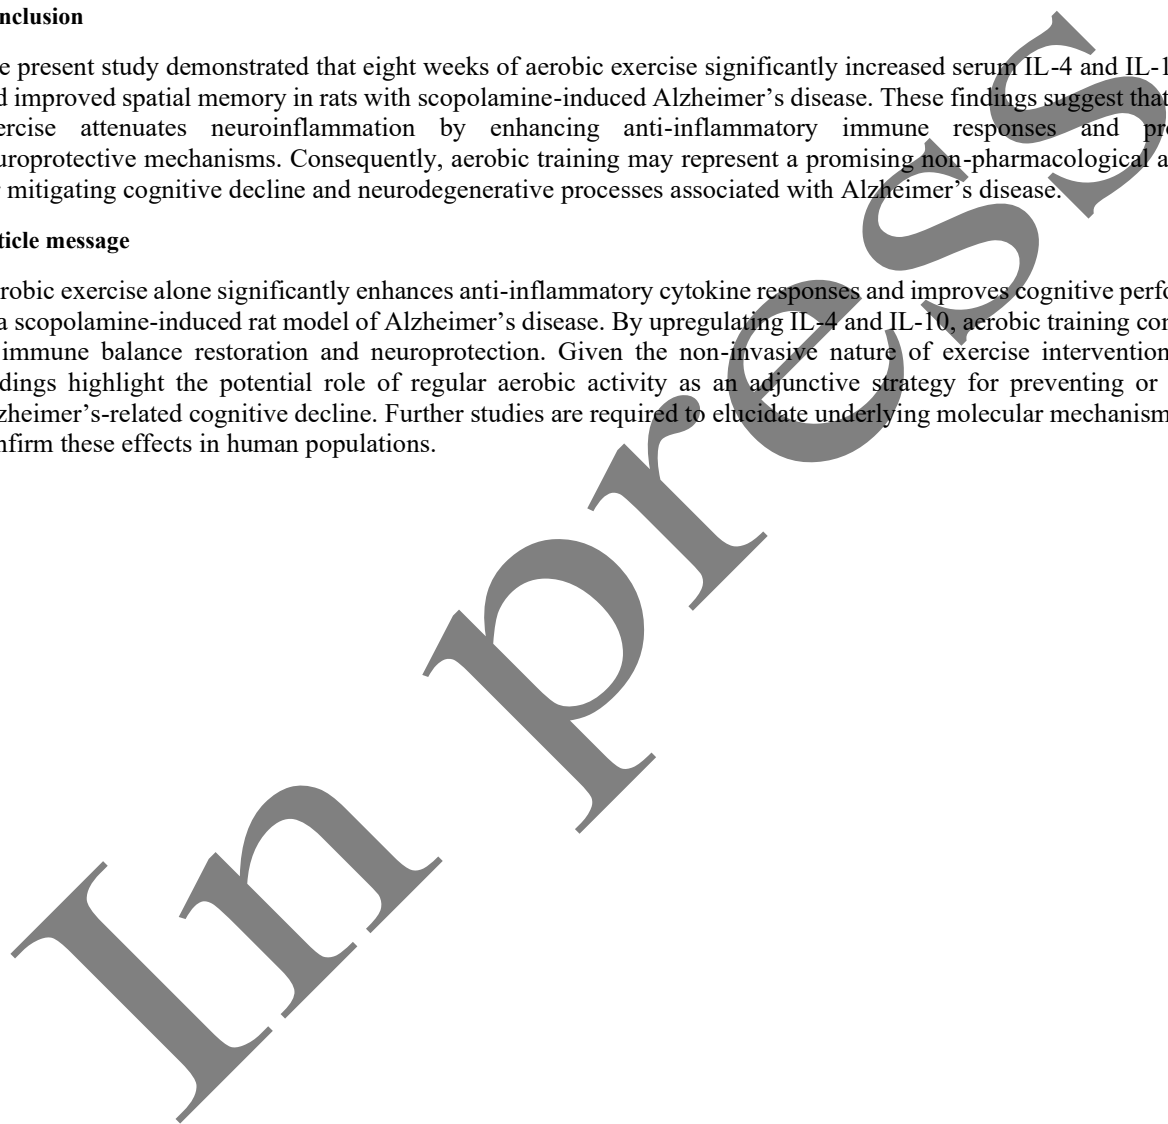 nclusion
e present study demonstrated that eight weeks of aerobic exercise significantly increased serum IL-4 and IL-1
d improved spatial memory in rats with scopolamine-induced Alzheimer’s disease. These findings suggest that
ercise attenuates neuroinflammation by enhancing anti-inflammatory immune responses and pro
uroprotective mechanisms. Consequently, aerobic training may represent a promising non-pharmacological a
r mitigating cognitive decline and neurodegenerative processes associated with Alzheimer’s disease.
ticle message
robic exercise alone significantly enhances anti-inflammatory cytokine responses and improves cognitive perfo
a scopolamine-induced rat model of Alzheimer’s disease. By upregulating IL-4 and IL-10, aerobic training con
immune balance restoration and neuroprotection. Given the non-invasive nature of exercise intervention
dings highlight the potential role of regular aerobic activity as an adjunctive strategy for preventing or
zheimer’s-related cognitive decline. Further studies are required to elucidate underlying molecular mechanism
nfirm these effects in human populations.
In press